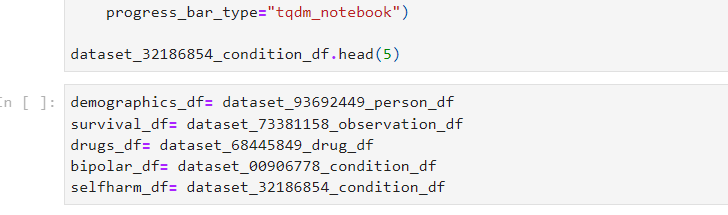 progress_bar_type="tqdm_notebook")
dataset_32186854_condition_df.head(5)
In [ ]:
demographics_df= dataset_93692449_person_df
survival_df= dataset_73381158_observation_df
drugs_df= dataset_68445849_drug_df
bipolar_df= dataset_00906778_condition_df
selfharm_df= dataset_32186854_condition_df